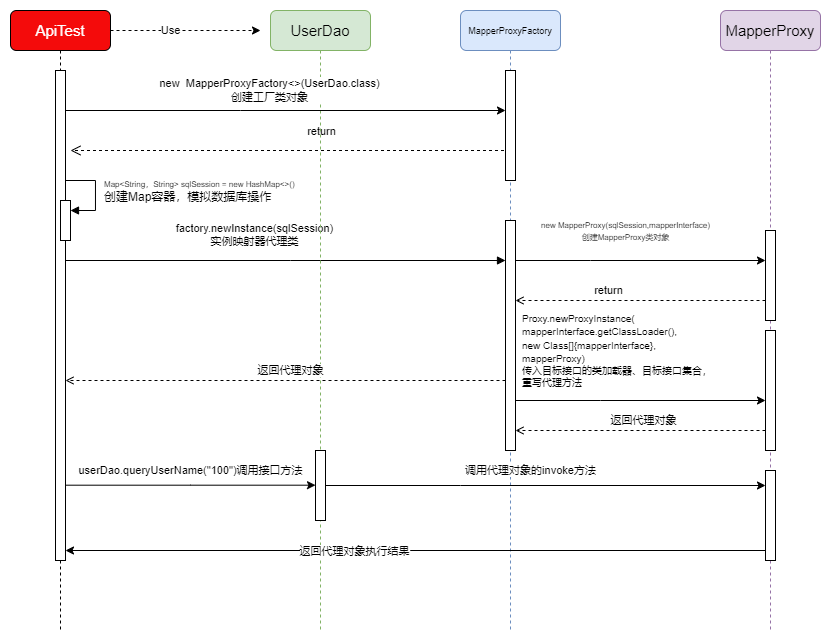 ApiTest
Use
UserDao
MapperProxyFactory
MapperProxy
new MapperProxyFactory<>(UserDao.class)
创建工厂类对象
return
Map<String, String> sqlSession = new HashMap<>()
创建Map容器，模拟数据库操作
factory.newInstance(sqlSession)
实例映射器代理类
new MapperProxy(sqlSession,mapperInterface)
创建MapperProxy类对象
return
Proxy.newProxyInstance(
mapperInterface.getClassLoader(),
new Class[]{mapperInterface},
mapperProxy)
传入目标接口的类加载器、目标接口集合，
重写代理方法
返回代理对象
返回代理对象
userDao.queryUserName("100")调用接口方法
调用代理对象的invoke方法
返回代理对象执行结果